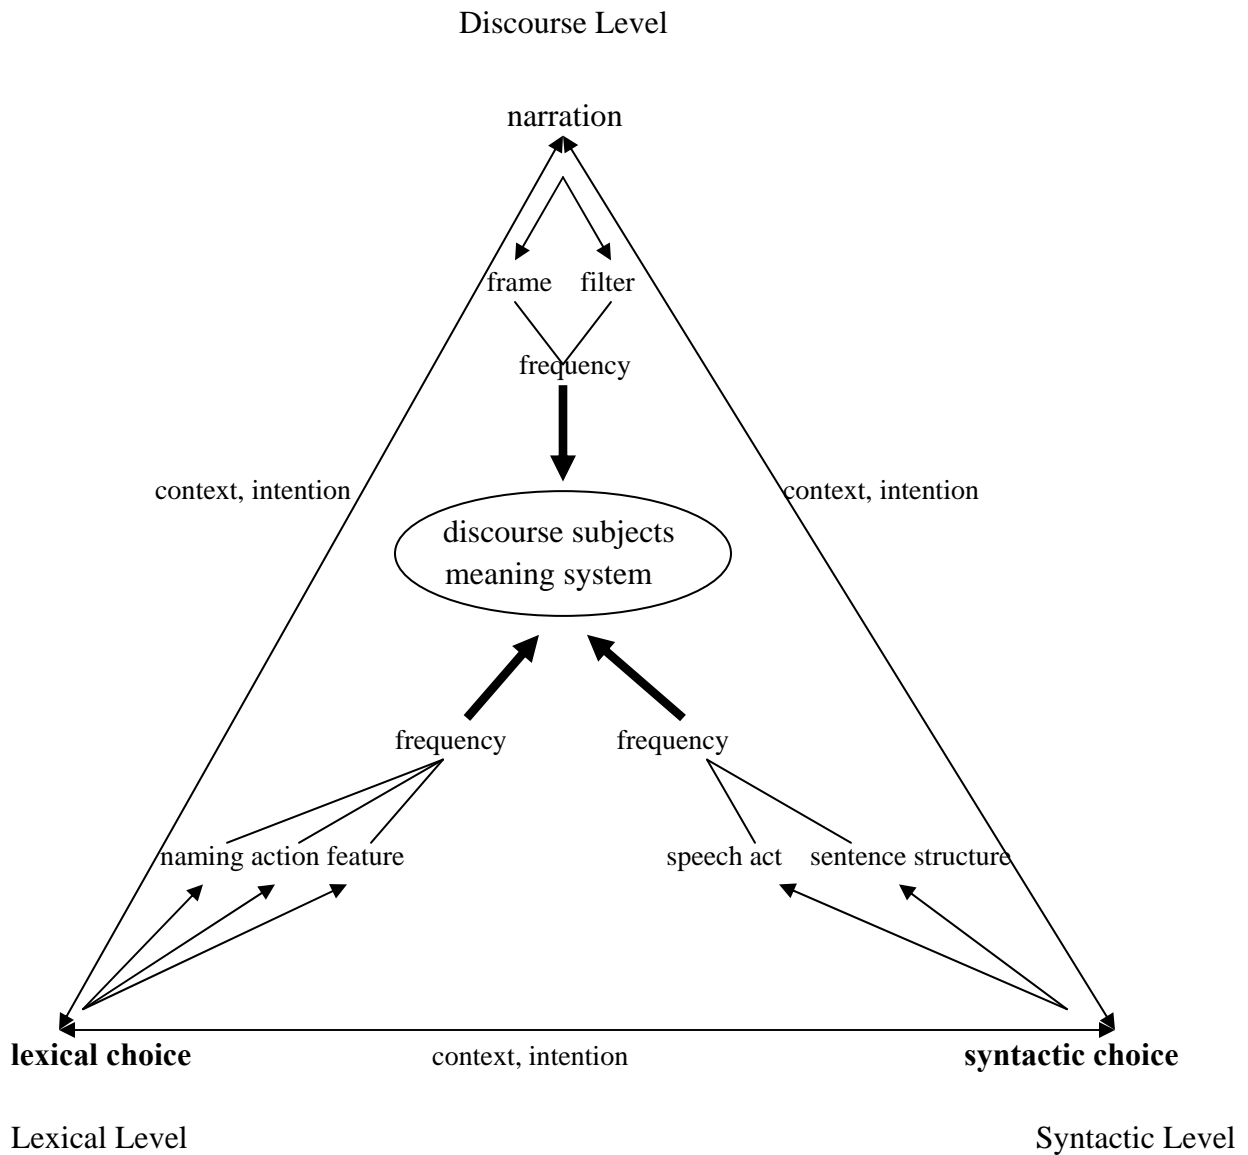 Discourse Level
narration
frame filter
frequency
context, intention context, intention
discourse subjects
meaning system
frequency frequency
naming action feature speech act sentence structure
lexical choice context, intention syntactic choice
Lexical Level Syntactic Level